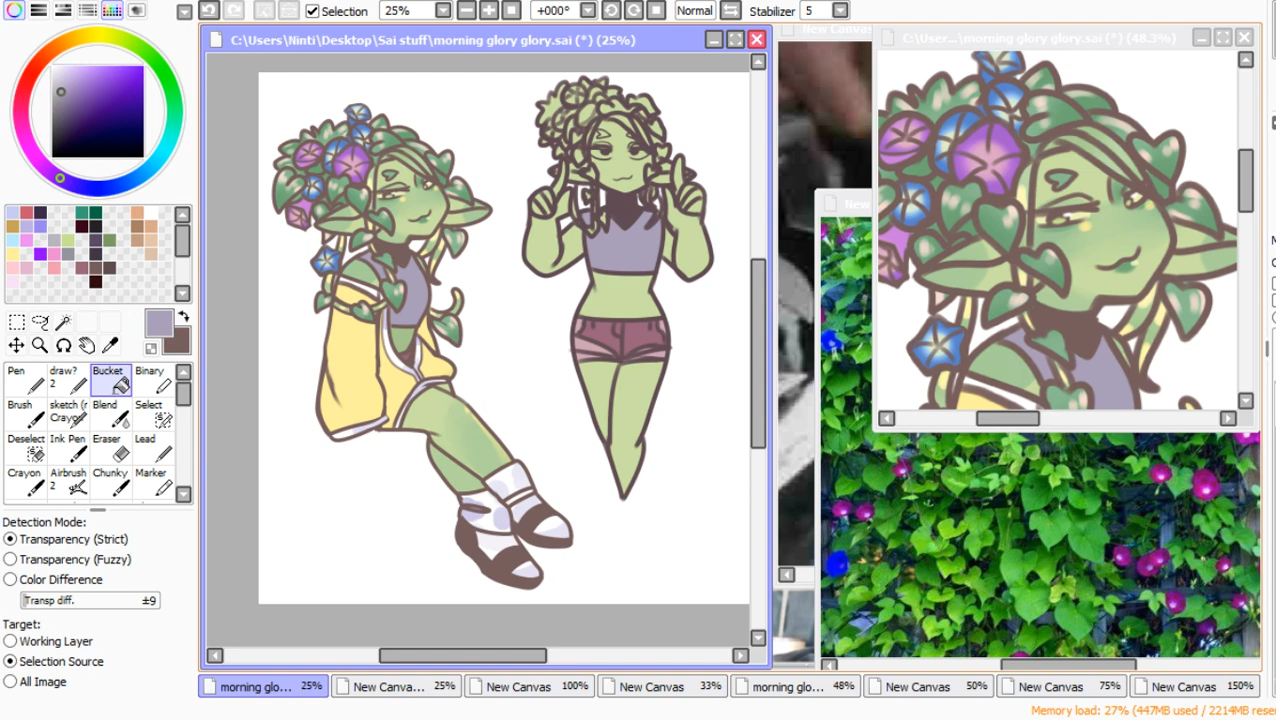 Selection 25% +000° Normal Stabilizer 5
C:\Users\Ninti\Desktop\Sai stuff\morning glory glory.sai (*) (25%)
New Canvas
C:\User...\morning glory glory.sai (*) (48.3%)
New
Pen draw? 2 Bucket Binary
Brush sketch (r Crayon Blend Select
Deselect Ink Pen Eraser Lead
Crayon Airbrush 2 Chunky Marker
Detection Mode:
Transparency (Strict)
Transparency (Fuzzy)
Color Difference
Transp diff. ±9
Target:
Working Layer
Selection Source
All Image
morning glo... 25% New Canva... 25% New Canvas 100% New Canvas 33% morning glo... 48% New Canvas 50% New Canvas 75% New Canvas 150%
Memory load: 27% (447MB used / 2214MB rese